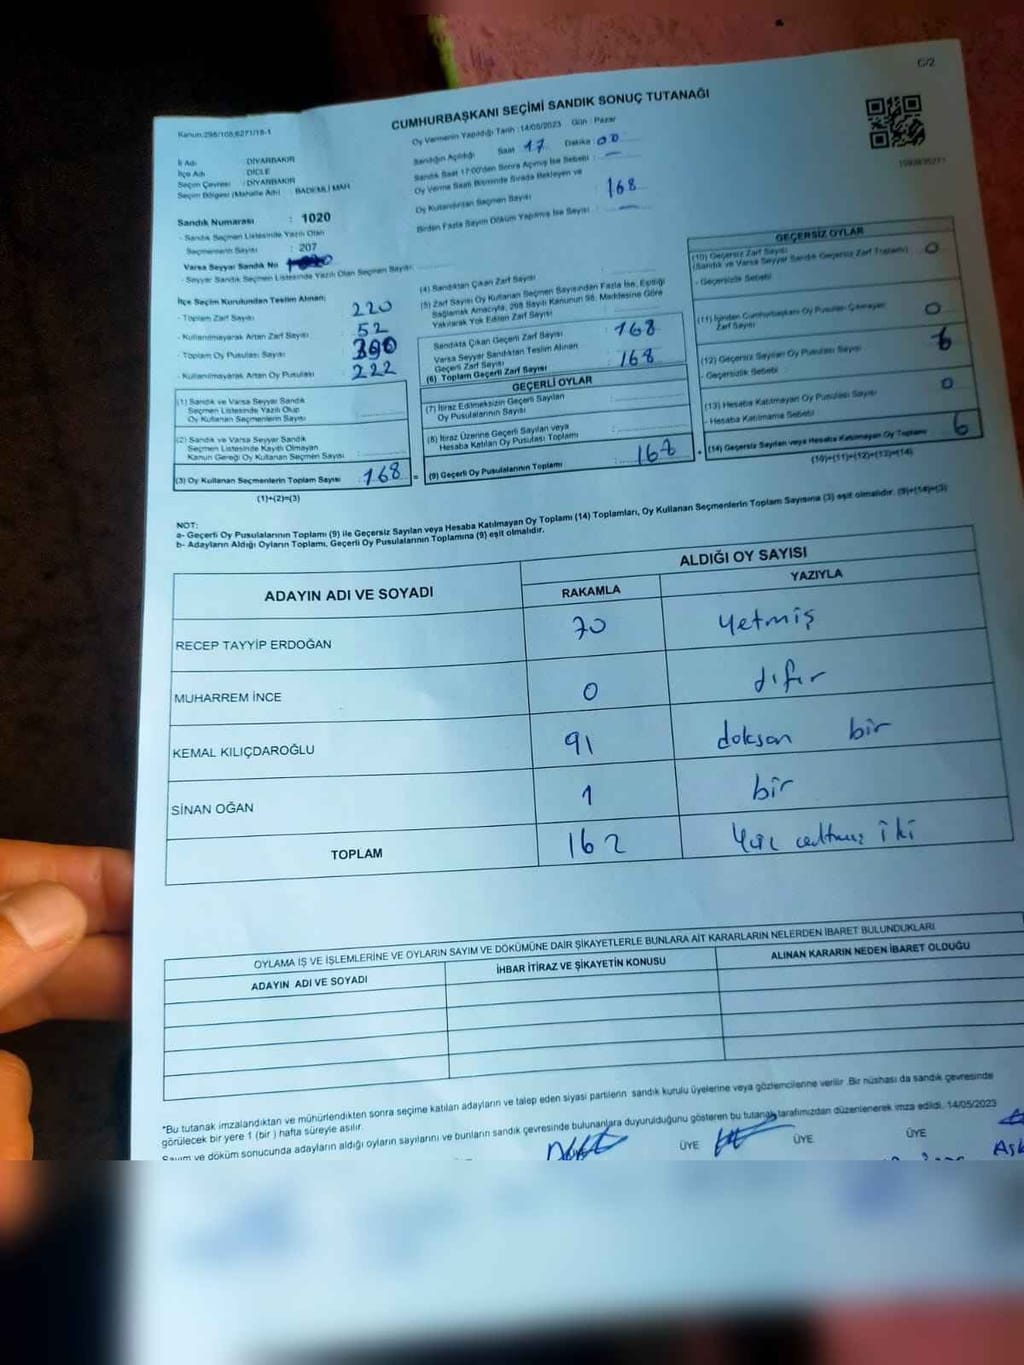 C/2
CUMHURBAŞKANI SEÇİMİ SANDIK SONUÇ TUTANAĞI
Kanun:298/108,6271/18-1
Oy Vermenin Yapıldığı Tarih :14/05/2023 Gün : Pazar
Sandığın Açıldığı Saat 17 Dakika 00
Sandık Saat 17:00'den Sonra Açılmış İse Sebebi : —
Oy Verme Saati Bitiminde Sırada Bekleyen ve
Oy Kullandırılan Seçmen Sayısı : 168
Birden Fazla Sayım Döküm Yapılmış İse Sayısı : —
İl Adı : DİYARBAKIR
İlçe Adı : DİCLE
Seçim Çevresi : DİYARBAKIR
Seçim Bölgesi (Mahalle Adı) : BADEMLİ MAH
Sandık Numarası : 1020
- Sandık Seçmen Listesinde Yazılı Olan
Seçmenlerin Sayısı : 207
Varsa Seyyar Sandık No
- Seyyar Sandık Seçmen Listesinde Yazılı Olan Seçmen Sayısı
İlçe Seçim Kurulundan Teslim Alınan;
- Toplam Zarf Sayısı 220
- Kullanılmayarak Artan Zarf Sayısı 52
- Toplam Oy Pusulası Sayısı
- Kullanılmayarak Artan Oy Pusulası 222
(1) Sandık ve Varsa Seyyar Sandık
Seçmen Listesinde Yazılı Olup
Oy Kullanan Seçmenlerin Sayısı :
(2) Sandık ve Varsa Seyyar Sandık
Seçmen Listesinde Kayıtlı Olmayan
Kanun Gereği Oy Kullanan Seçmen Sayısı :
(3) Oy Kullanan Seçmenlerin Toplam Sayısı : 168
(1)+(2)=(3)
(4) Sandıktan Çıkan Zarf Sayısı :
(5) Zarf Sayısı Oy Kullanan Seçmen Sayısından Fazla İse, Eşitliği
Sağlamak Amacıyla, 298 Sayılı Kanunun 98. Maddesine Göre
Yakılarak Yok Edilen Zarf Sayısı :
Sandıkta Çıkan Geçerli Zarf Sayısı : 168
Varsa Seyyar Sandıktan Teslim Alınan
Geçerli Zarf Sayısı
(6) Toplam Geçerli Zarf Sayısı : 168
GEÇERLİ OYLAR
(7) İtiraz Edilmeksizin Geçerli Sayılan
Oy Pusulalarının Sayısı :
(8) İtiraz Üzerine Geçerli Sayılan veya
Hesaba Katılan Oy Pusulası Toplamı :
(9) Geçerli Oy Pusulalarının Toplamı :
GEÇERSİZ OYLAR
(10) Geçersiz Zarf Sayısı
(Sandık ve Varsa Seyyar Sandık Geçersiz Zarf Toplamı) : 0
- Geçersizlik Sebebi :
(11) İçinden Cumhurbaşkanı Oy Pusulası Çıkmayan
Zarf Sayısı : 0
(12) Geçersiz Sayılan Oy Pusulası Sayısı : 6
- Geçersizlik Sebebi :
(13) Hesaba Katılmayan Oy Pusulası Sayısı : 0
- Hesaba Katılmama Sebebi :
(14) Geçersiz Sayılan veya Hesaba Katılmayan Oy Toplamı : 6
(10)+(11)+(12)+(13)=(14)
NOT:
a- Geçerli Oy Pusulalarının Toplamı (9) ile Geçersiz Sayılan veya Hesaba Katılmayan Oy Toplamı (14) Toplamları, Oy Kullanan Seçmenlerin Toplam Sayısına (3) eşit olmalıdır. (9)+(14)=(3)
b- Adayların Aldığı Oyların Toplamı, Geçerli Oy Pusulalarının Toplamına (9) eşit olmalıdır.
ADAYIN ADI VE SOYADI ALDIĞI OY SAYISI
RAKAMLA YAZIYLA
RECEP TAYYİP ERDOĞAN 70 yetmiş
MUHARREM İNCE 0 sıfır
KEMAL KILIÇDAROĞLU 91 doksan bir
SİNAN OĞAN 1 bir
TOPLAM 162 Yüz altmış iki
OYLAMA İŞ VE İŞLEMLERİNE VE OYLARIN SAYIM VE DÖKÜMÜNE DAİR ŞİKAYETLERLE BUNLARA AİT KARARLARIN NELERDEN İBARET BULUNDUKLARI
ADAYIN ADI VE SOYADI İHBAR İTİRAZ VE ŞİKAYETİN KONUSU ALINAN KARARIN NEDEN İBARET OLDUĞU
*Bu tutanak imzalandıktan ve mühürlendikten sonra seçime katılan adayların ve talep eden siyasi partilerin sandık kurulu üyelerine veya gözlemcilerine verilir .Bir nüshası da sandık çevresinde
görülecek bir yere 1 (bir ) hafta süreyle asılır.
Sayım ve döküm sonucunda adayların aldığı oyların sayılarını ve bunların sandık çevresinde bulunanlara duyurulduğunu gösteren bu tutanak tarafımızdan düzenlenerek imza edildi. 14/05/2023
ÜYE ÜYE ÜYE